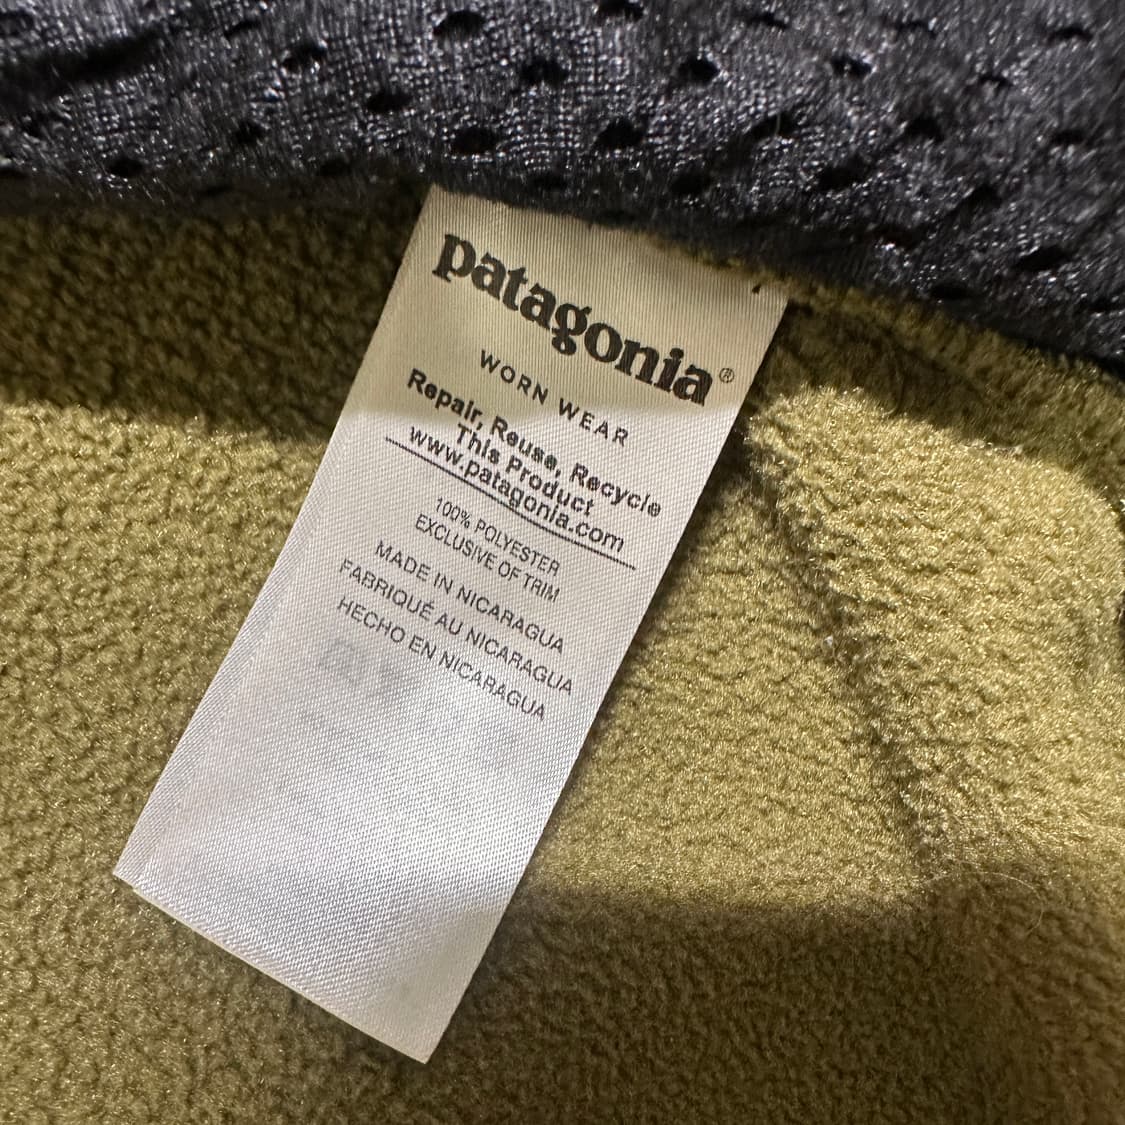 patagonia®
WORN WEAR
Repair, Reuse, Recycle
This Product
www.patagonia.com
100% POLYESTER
EXCLUSIVE OF TRIM
MADE IN NICARAGUA
FABRIQUÉ AU NICARAGUA
HECHO EN NICARAGUA